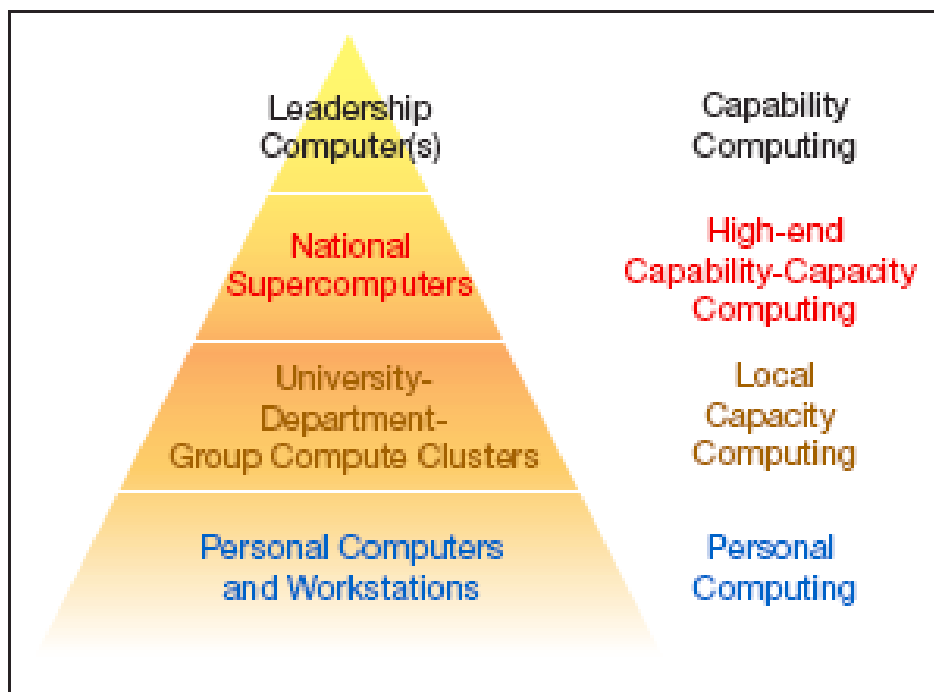 Leadership
Computer(s)
Capability
Computing
National
Supercomputers
High-end
Capability-Capacity
Computing
University-
Department-
Group Compute Clusters
Local
Capacity
Computing
Personal Computers
and Workstations
Personal
Computing